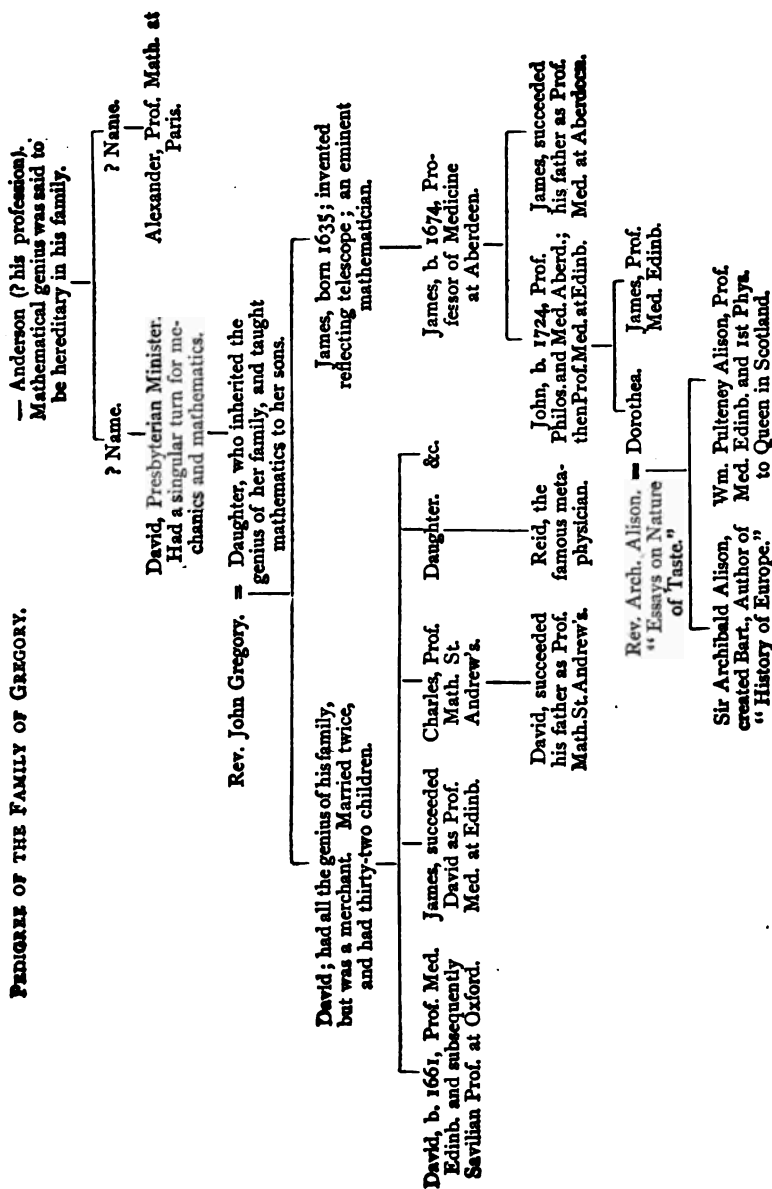 PEDIGREE OF THE FAMILY OF GREGORY.
— Anderson (? his profession).
Mathematical genius was said to
be hereditary in his family.
? Name.
? Name.
David, Presbyterian Minister.
Had a singular turn for me-
chanics and mathematics.
Alexander, Prof. Math. at
Paris.
Rev. John Gregory. = Daughter, who inherited the
genius of her family, and taught
mathematics to her sons.
David; had all the genius of his family,
but was a merchant. Married twice,
and had thirty-two children.
James, born 1635; invented
reflecting telescope; an eminent
mathematician.
David, b. 1661, Prof. Med.
Edinb. and subsequently
Savilian Prof. at Oxford.
James, succeeded
David as Prof.
Med. at Edinb.
Charles, Prof.
Math. St.
Andrew's.
Daughter. &c.
James, b. 1674, Pro-
fessor of Medicine
at Aberdeen.
David, succeeded
his father as Prof.
Math. St. Andrew's.
Reid, the
famous meta-
physician.
John, b. 1724, Prof.
Philos. and Med. Aberd.;
then Prof. Med. at Edinb.
James, succeeded
his father as Prof.
Med. at Aberdeen.
Rev. Arch. Alison. = Dorothea.
"Essays on Nature
of Taste."
James, Prof.
Med. Edinb.
Sir Archibald Alison,
created Bart., Author of
"History of Europe."
Wm. Pulteney Alison, Prof.
Med. Edinb. and 1st Phys.
to Queen in Scotland.